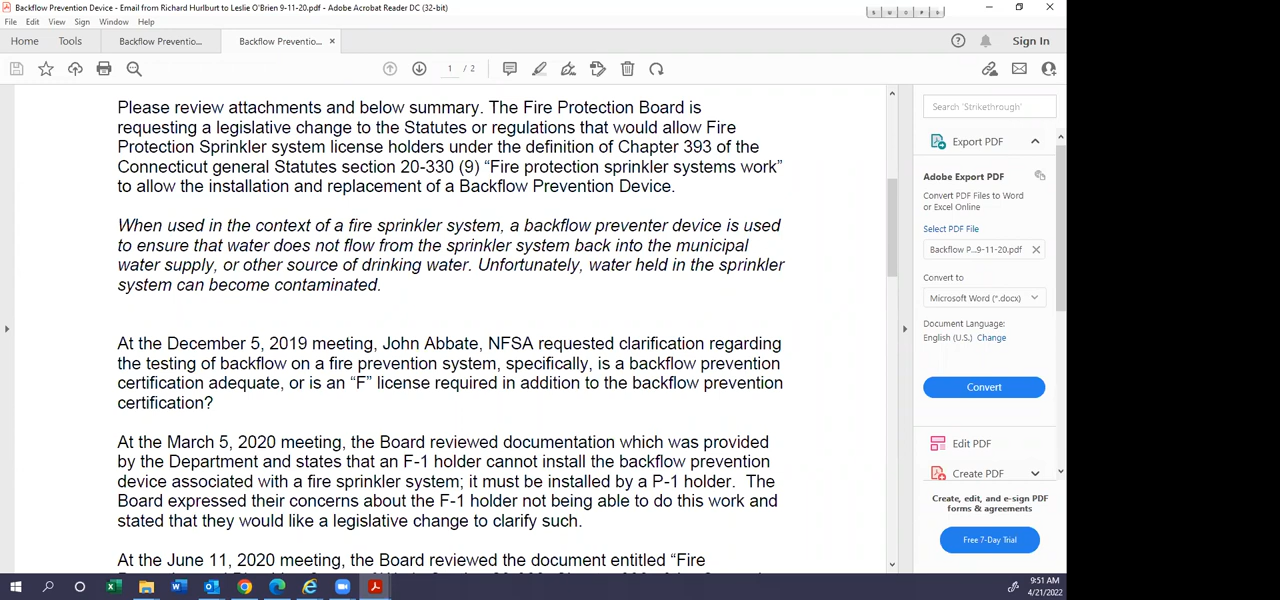 Backflow Prevention Device - Email from Richard Hurlburt to Leslie O'Brien 9-11-20.pdf - Adobe Acrobat Reader DC (32-bit)
File Edit View Sign Window Help
Home Tools Backflow Preventio... Backflow Preventio... ×
Sign In
1 / 2
Please review attachments and below summary. The Fire Protection Board is
requesting a legislative change to the Statutes or regulations that would allow Fire
Protection Sprinkler system license holders under the definition of Chapter 393 of the
Connecticut general Statutes section 20-330 (9) “Fire protection sprinkler systems work”
to allow the installation and replacement of a Backflow Prevention Device.
When used in the context of a fire sprinkler system, a backflow preventer device is used
to ensure that water does not flow from the sprinkler system back into the municipal
water supply, or other source of drinking water. Unfortunately, water held in the sprinkler
system can become contaminated.
At the December 5, 2019 meeting, John Abbate, NFSA requested clarification regarding
the testing of backflow on a fire prevention system, specifically, is a backflow prevention
certification adequate, or is an “F” license required in addition to the backflow prevention
certification?
At the March 5, 2020 meeting, the Board reviewed documentation which was provided
by the Department and states that an F-1 holder cannot install the backflow prevention
device associated with a fire sprinkler system; it must be installed by a P-1 holder. The
Board expressed their concerns about the F-1 holder not being able to do this work and
stated that they would like a legislative change to clarify such.
At the June 11, 2020 meeting, the Board reviewed the document entitled “Fire
Search 'Strikethrough'
Export PDF
Adobe Export PDF
Convert PDF Files to Word
or Excel Online
Select PDF File
Backflow P...9-11-20.pdf
Convert to
Microsoft Word (*.docx)
Document Language:
English (U.S.) Change
Convert
Edit PDF
Create PDF
Create, edit, and e-sign PDF
forms & agreements
Free 7-Day Trial
9:51 AM
4/21/2022